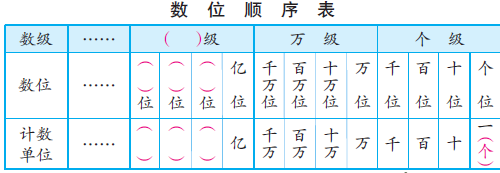 数位顺序表
数级 …… ( )级 万级 个级
数位 …… ( )位 ( )位 ( )位 亿位 千万位 百万位 十万位 万位 千位 百位 十位 个位
计数单位 …… ( ) ( ) ( ) 亿 千万 百万 十万 万 千 百 十 一(个)